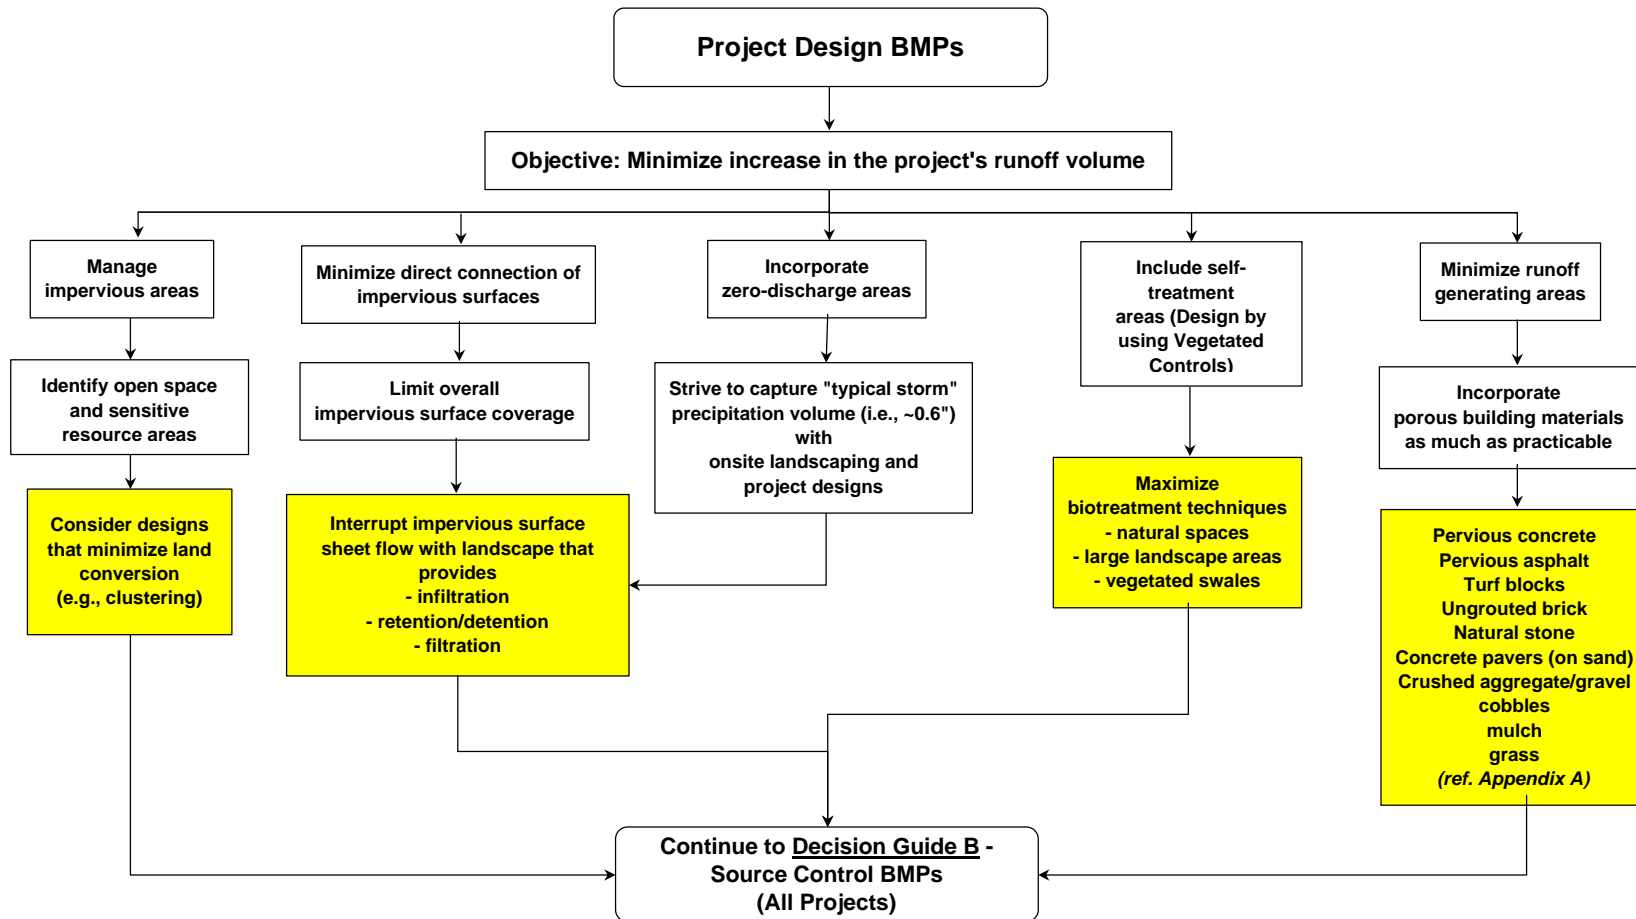 Project Design BMPs
Objective: Minimize increase in the project's runoff volume
Manage
impervious areas
Minimize direct connection of
impervious surfaces
Incorporate
zero-discharge areas
Include self-
treatment
areas (Design by
using Vegetated
Controls)
Minimize runoff
generating areas
Identify open space
and sensitive
resource areas
Limit overall
impervious surface coverage
Strive to capture "typical storm"
precipitation volume (i.e., ~0.6")
with
onsite landscaping and
project designs
Incorporate
porous building materials
as much as practicable
Consider designs
that minimize land
conversion
(e.g., clustering)
Interrupt impervious surface
sheet flow with landscape that
provides
- infiltration
- retention/detention
- filtration
Maximize
biotreatment techniques
- natural spaces
- large landscape areas
- vegetated swales
Pervious concrete
Pervious asphalt
Turf blocks
Ungrouted brick
Natural stone
Concrete pavers (on sand)
Crushed aggregate/gravel
cobbles
mulch
grass
(ref. Appendix A)
Continue to Decision Guide B -
Source Control BMPs
(All Projects)